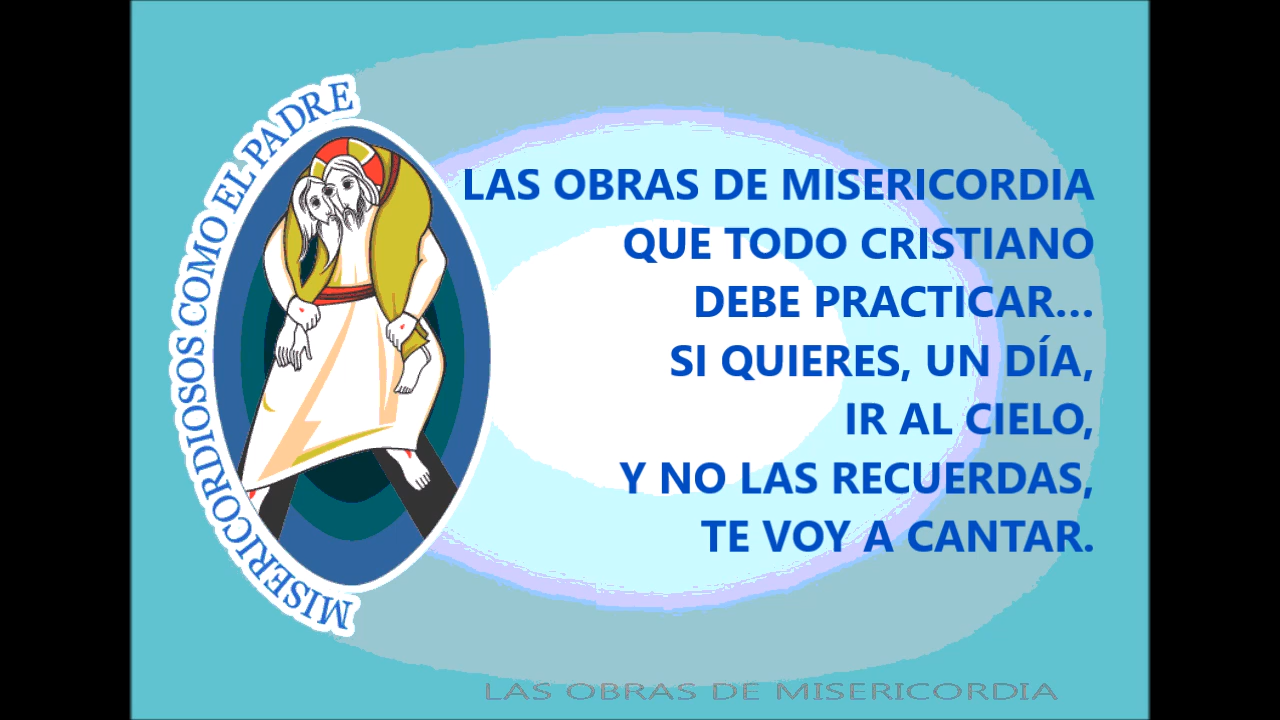 MISERICORDIOSOS COMO EL PADRE
LAS OBRAS DE MISERICORDIA
QUE TODO CRISTIANO
DEBE PRACTICAR...
SI QUIERES, UN DÍA,
IR AL CIELO,
Y NO LAS RECUERDAS,
TE VOY A CANTAR.
LAS OBRAS DE MISERICORDIA